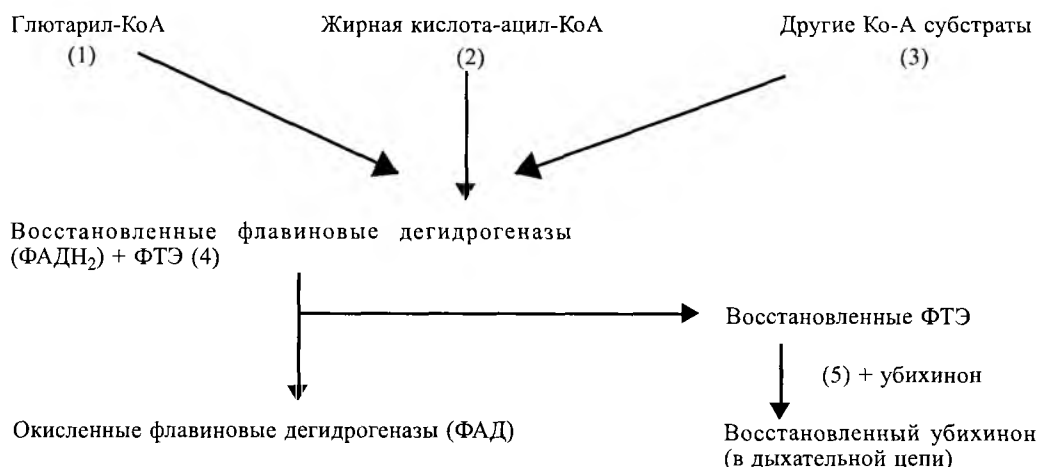 Глютарил-КоА
(1)
Жирная кислота-ацил-КоА
(2)
Другие Ко-А субстраты
(3)
Восстановленные флавиновые дегидрогеназы
(ФАДН₂) + ФТЭ (4)
Восстановленные ФТЭ
(5) + убихинон
Окисленные флавиновые дегидрогеназы (ФАД)
Восстановленный убихинон
(в дыхательной цепи)